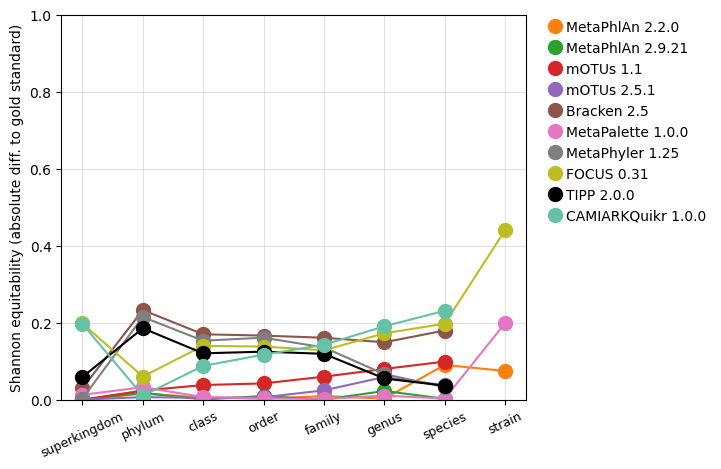 Shannon equitability (absolute diff. to gold standard)
1.0
0.8
0.6
0.4
0.2
0.0
superkingdom
phylum
class
order
family
genus
species
strain
MetaPhlAn 2.2.0
MetaPhlAn 2.9.21
mOTUs 1.1
mOTUs 2.5.1
Bracken 2.5
MetaPalette 1.0.0
MetaPhyler 1.25
FOCUS 0.31
TIPP 2.0.0
CAMIARKQuikr 1.0.0